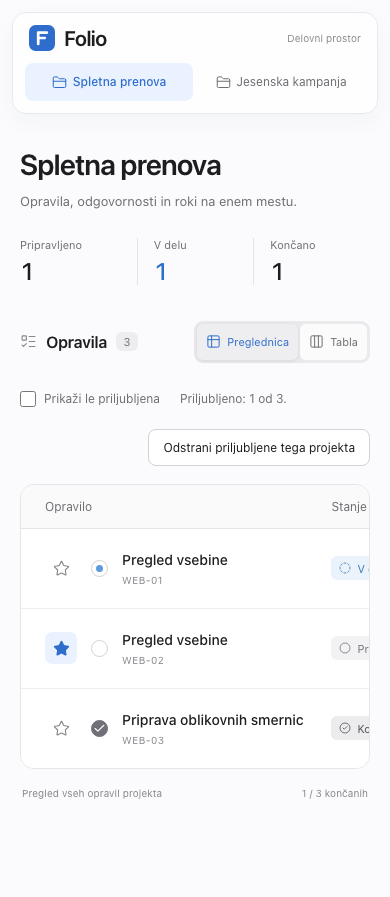 Folio
Delovni prostor
Spletna prenova
Jesenska kampanja
Spletna prenova
Opravila, odgovornosti in roki na enem mestu.
Pripravljeno
1
V delu
1
Končano
1
Opravila 3
Preglednica
Tabla
Prikaži le priljubljena
Priljubljeno: 1 od 3.
Odstrani priljubljene tega projekta
Opravilo
Stanje
Pregled vsebine
WEB-01
V
Pregled vsebine
WEB-02
Pr
Priprava oblikovnih smernic
WEB-03
Ko
Pregled vseh opravil projekta
1 / 3 končanih